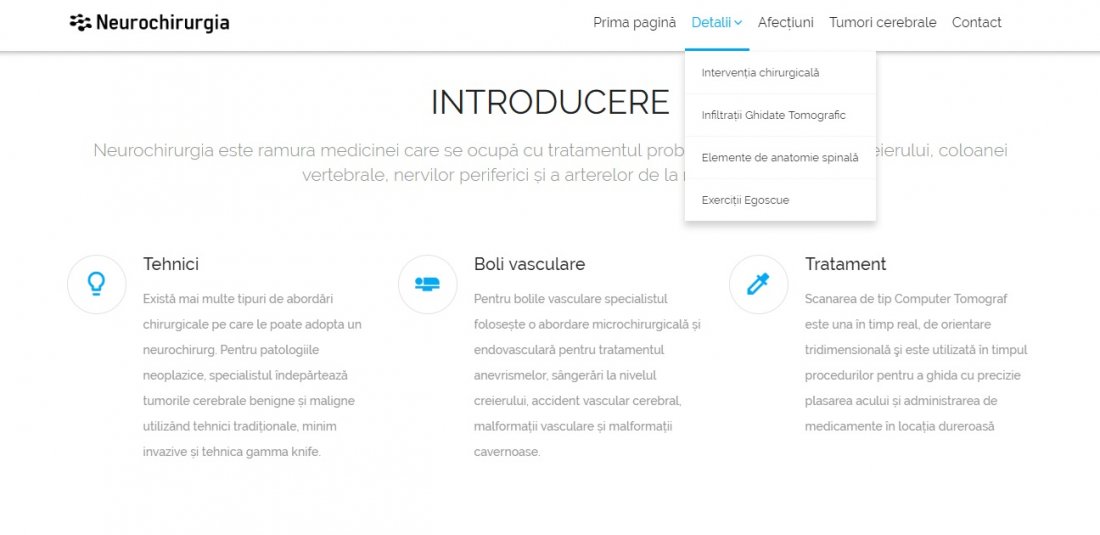 Neurochirurgia
Prima pagină Detalii Afecțiuni Tumori cerebrale Contact
Intervenția chirurgicală
Infiltrații Ghidate Tomografic
Elemente de anatomie spinală
Exerciții Egoscue
INTRODUCERE
Neurochirurgia este ramura medicinei care se ocupă cu tratamentul coloanei
vertebrale, nervilor periferici și a arterelor de la
Tehnici
Există mai multe tipuri de abordări
chirurgicale pe care le poate adopta un
neurochirurg. Pentru patologiile
neoplazice, specialistul îndepărtează
tumorile cerebrale benigne și maligne
utilizând tehnici tradiționale, minim
invazive și tehnica gamma knife.
Boli vasculare
Pentru bolile vasculare specialistul
folosește o abordare microchirurgicală și
endovasculară pentru tratamentul
anevrismelor, sângerări la nivelul
creierului, accident vascular cerebral,
malformații vasculare și malformații
cavernoase.
Tratament
Scanarea de tip Computer Tomograf
este una în timp real, de orientare
tridimensională şi este utilizată în timpul
procedurilor pentru a ghida cu precizie
plasarea acului și administrarea de
medicamente în locația dureroasă